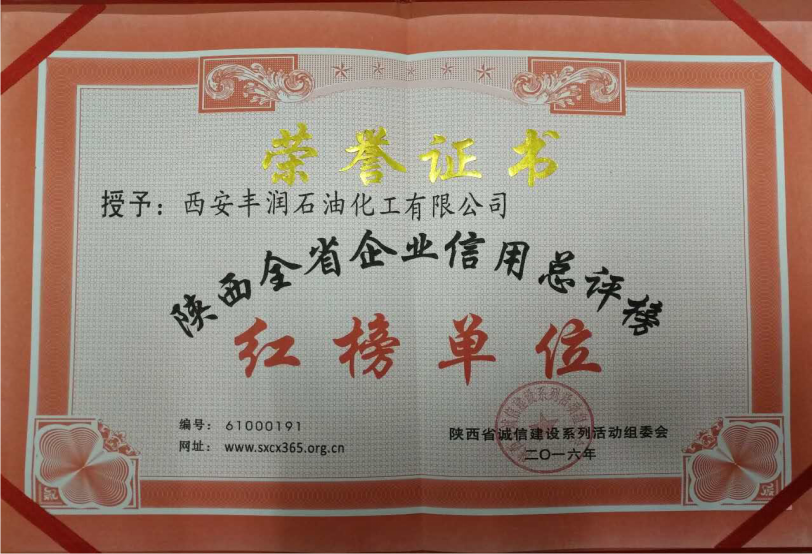 荣誉证书
授予：西安丰润石油化工有限公司
陕西全省企业信用总评榜
红榜单位
编号：61000191
网址：www.sxcx365.org.cn
陕西省诚信建设系列活动组委会
二〇一六年